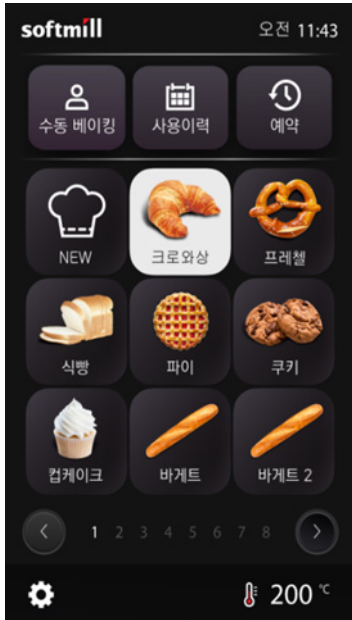 softmill
오전 11:43
수동 베이킹
사용이력
예약
NEW
크로와상
프레첼
식빵
파이
쿠키
컵케이크
바게트
바게트 2
1 2 3 4 5 6 7 8
200 °C